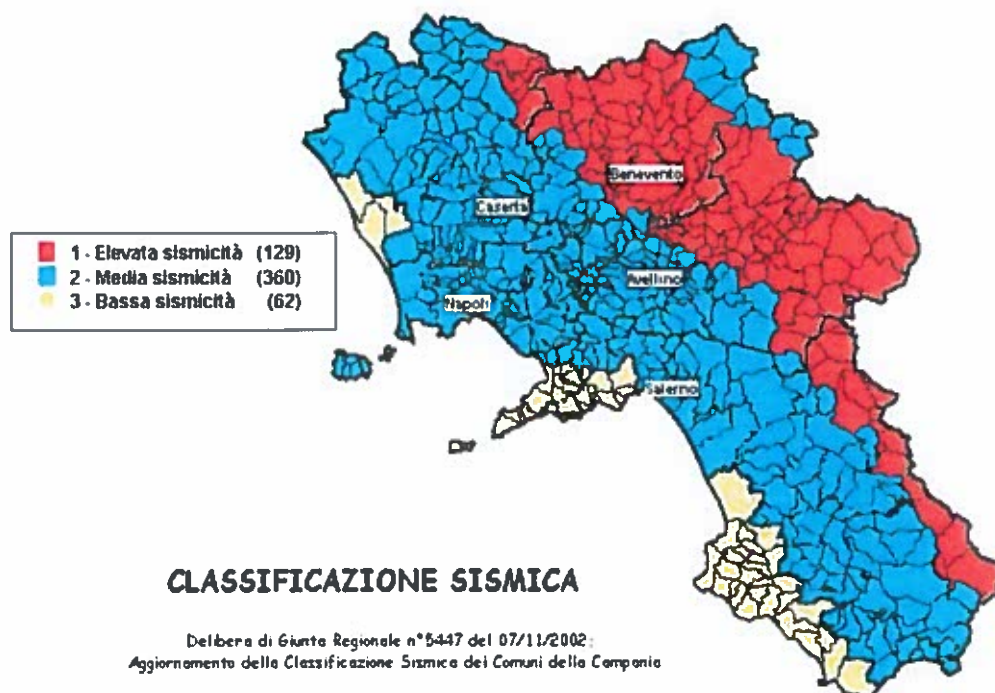 Benevento
Caserta
1 - Elevata sismicità (129)
2 - Media sismicità (360)
3 - Bassa sismicità (62)
Avellino
Napoli
Salerno
CLASSIFICAZIONE SISMICA
Delibera di Giunta Regionale n°5447 del 07/11/2002:
Aggiornamento della Classificazione Sismica dei Comuni della Campania